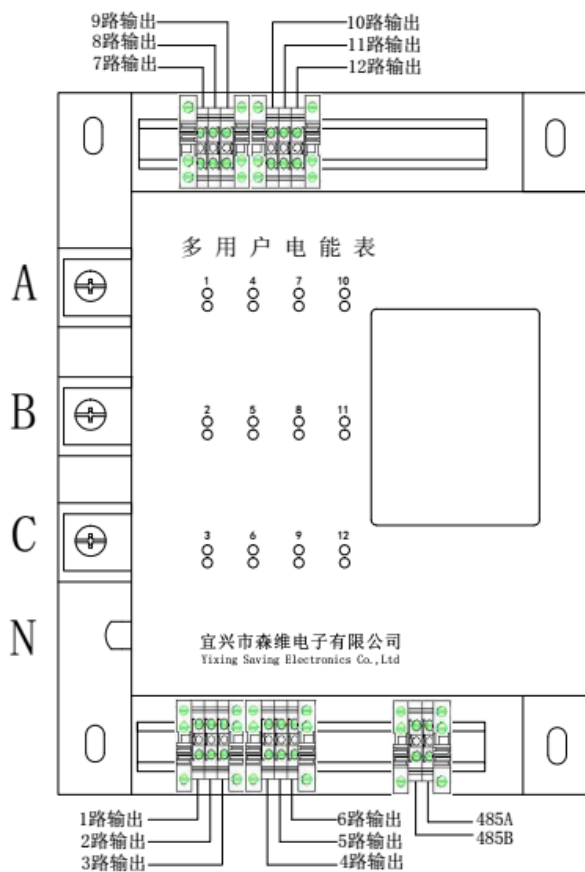 9路输出 10路输出
8路输出 11路输出
7路输出 12路输出
多用户电能表
A
1 4 7 10
B
2 5 8 11
C
3 6 9 12
N
宜兴市森维电子有限公司
Yixing Saving Electronics Co.,Ltd
1路输出 6路输出 485A
2路输出 5路输出 485B
3路输出 4路输出